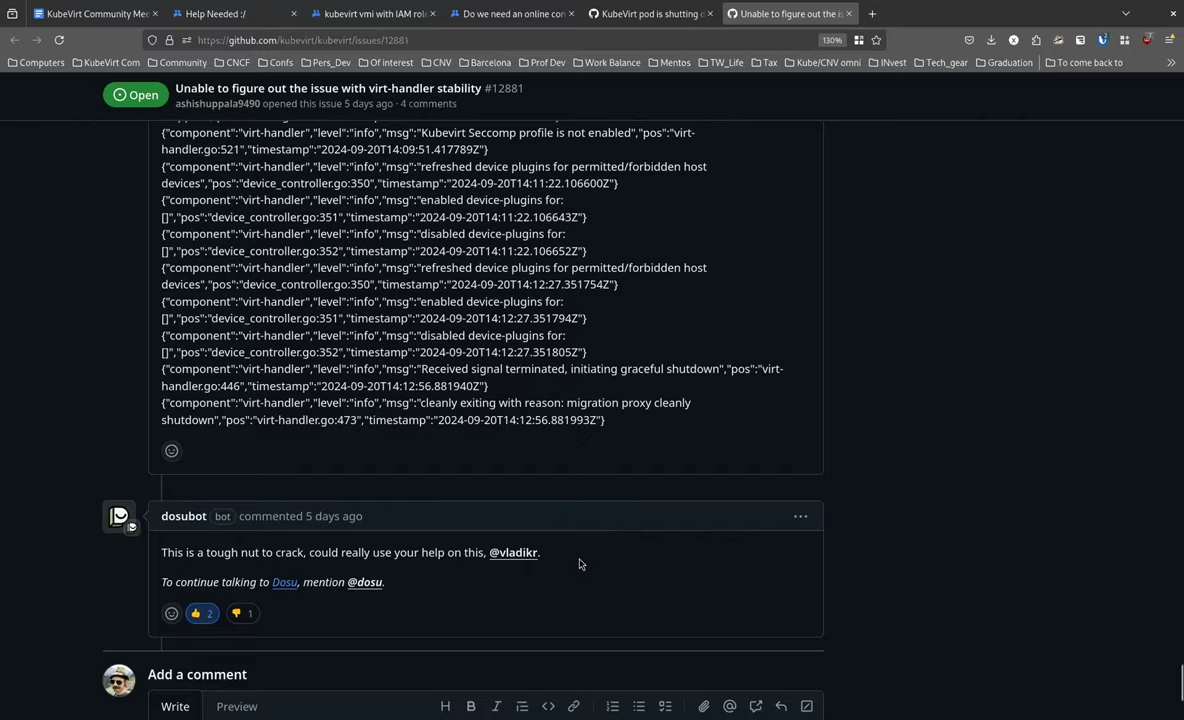 KubeVirt Community Mee
Help Needed :/
kubevirt vmi with IAM role
Do we need an online con
KubeVirt pod is shutting d
Unable to figure out the is
https://github.com/kubevirt/kubevirt/issues/12881
130%
Computers
KubeVirt Com
Community
CNCF
Confs
Pers_Dev
Of interest
CNV
Barcelona
Prof Dev
Work Balance
Mentos
TW_Life
Tax
Kube/CNV omni
INvest
Tech_gear
Graduation
To come back to
Open
Unable to figure out the issue with virt-handler stability #12881
ashishuppala9490 opened this issue 5 days ago · 4 comments
{"component":"virt-handler","level":"info","msg":"Kubevirt Seccomp profile is not enabled","pos":"virt-
handler.go:521","timestamp":"2024-09-20T14:09:51.417789Z"}
{"component":"virt-handler","level":"info","msg":"refreshed device plugins for permitted/forbidden host
devices","pos":"device_controller.go:350","timestamp":"2024-09-20T14:11:22.106600Z"}
{"component":"virt-handler","level":"info","msg":"enabled device-plugins for:
[]","pos":"device_controller.go:351","timestamp":"2024-09-20T14:11:22.106643Z"}
{"component":"virt-handler","level":"info","msg":"disabled device-plugins for:
[]","pos":"device_controller.go:352","timestamp":"2024-09-20T14:11:22.106652Z"}
{"component":"virt-handler","level":"info","msg":"refreshed device plugins for permitted/forbidden host
devices","pos":"device_controller.go:350","timestamp":"2024-09-20T14:12:27.351754Z"}
{"component":"virt-handler","level":"info","msg":"enabled device-plugins for:
[]","pos":"device_controller.go:351","timestamp":"2024-09-20T14:12:27.351794Z"}
{"component":"virt-handler","level":"info","msg":"disabled device-plugins for:
[]","pos":"device_controller.go:352","timestamp":"2024-09-20T14:12:27.351805Z"}
{"component":"virt-handler","level":"info","msg":"Received signal terminated, initiating graceful shutdown","pos":"virt-
handler.go:446","timestamp":"2024-09-20T14:12:56.881940Z"}
{"component":"virt-handler","level":"info","msg":"cleanly exiting with reason: migration proxy cleanly
shutdown","pos":"virt-handler.go:473","timestamp":"2024-09-20T14:12:56.881993Z"}
dosubot bot commented 5 days ago
This is a tough nut to crack, could really use your help on this, @vladikr.
To continue talking to Dosu, mention @dosu.
2
1
Add a comment
Write
Preview